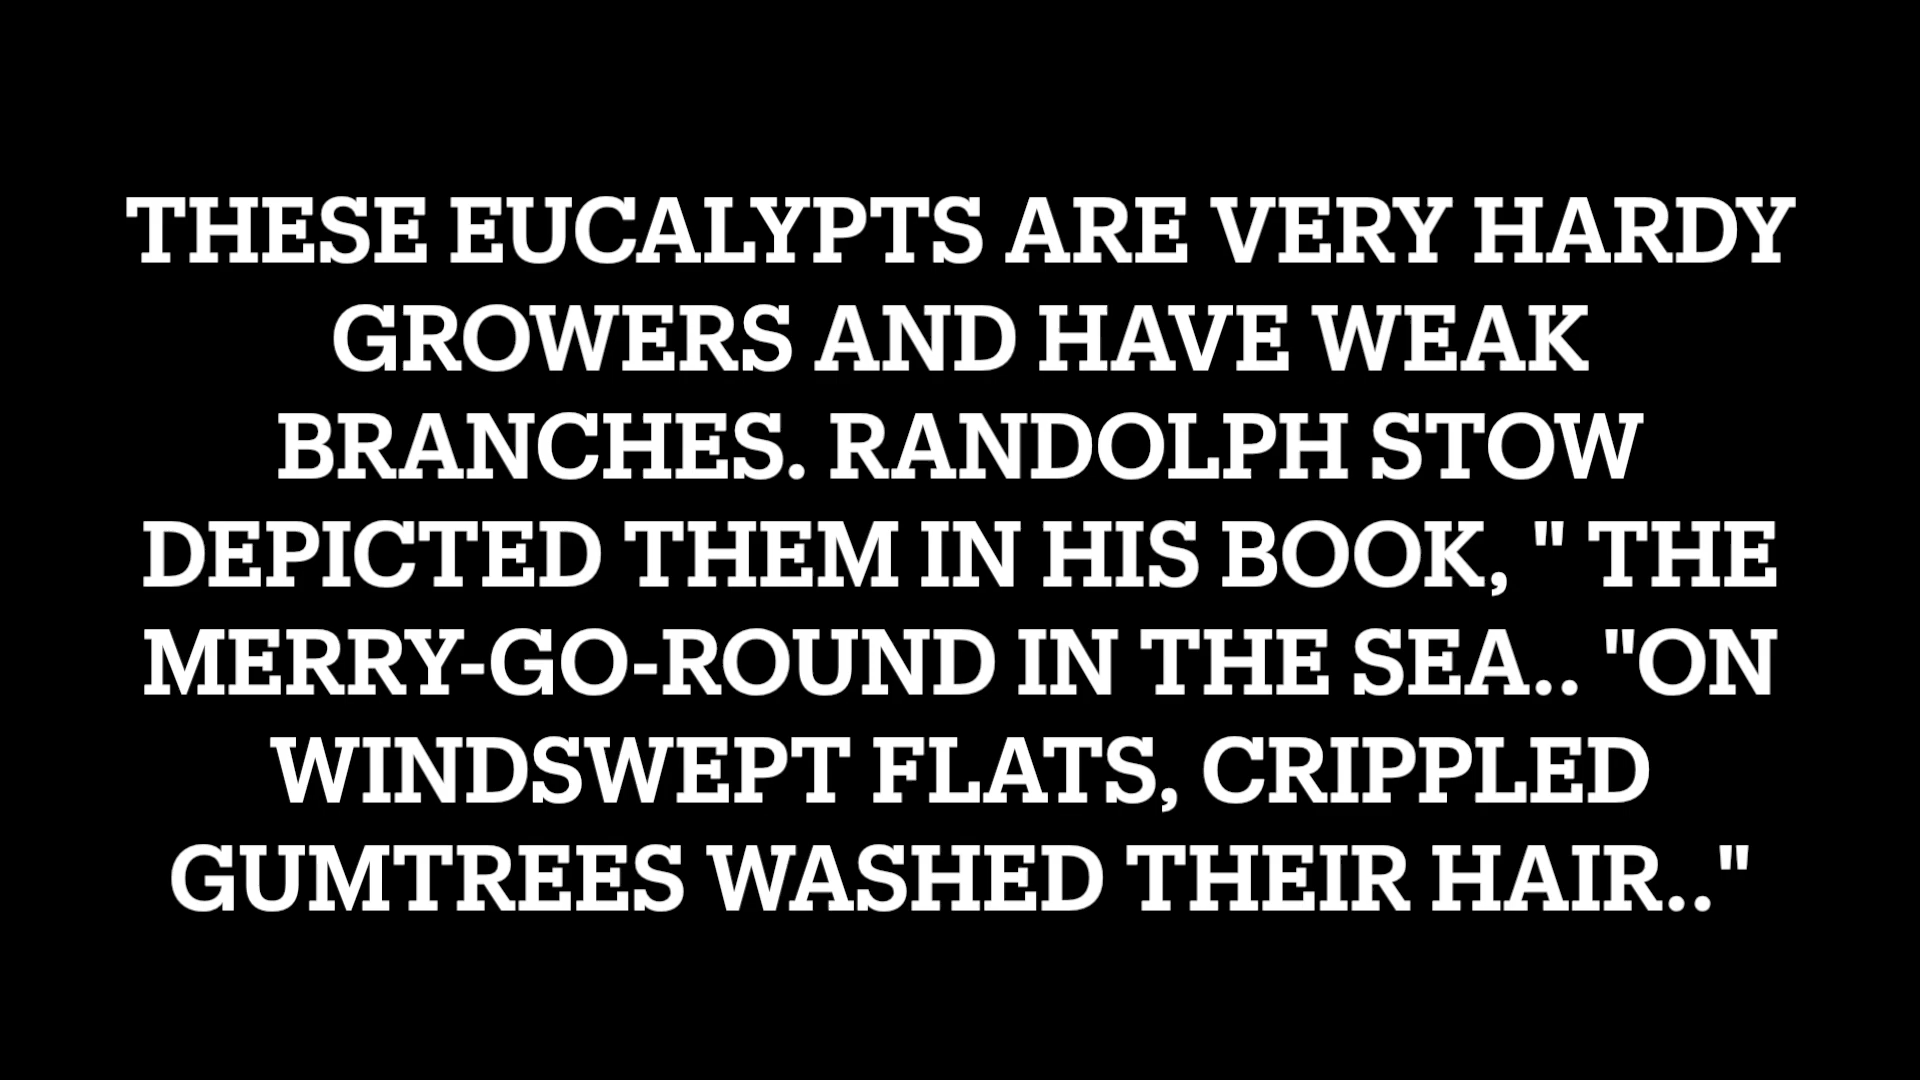 THESE EUCALYPTS ARE VERY HARDY
GROWERS AND HAVE WEAK
BRANCHES. RANDOLPH STOW
DEPICTED THEM IN HIS BOOK, " THE
MERRY-GO-ROUND IN THE SEA.. "ON
WINDSWEPT FLATS, CRIPPLED
GUMTREES WASHED THEIR HAIR.."